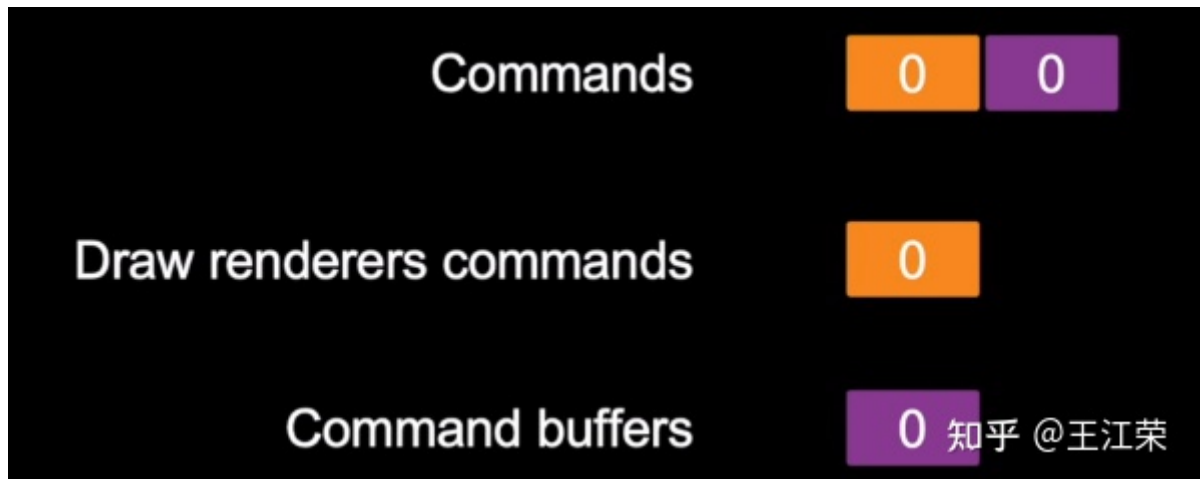 Commands 0 0
Draw renderers commands 0
Command buffers 0
知乎 @王江荣